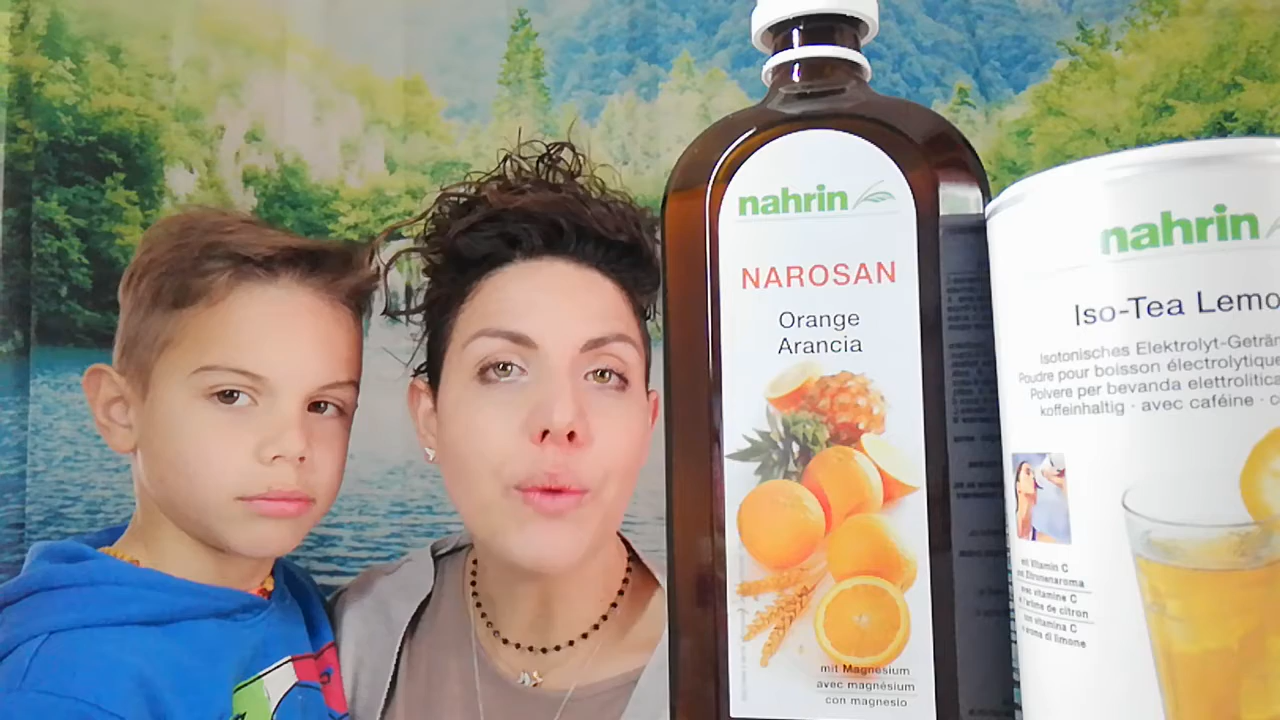 nahrin
NAROSAN
Orange
Arancia
mit Magnesium
avec magnésium
con magnesio
nahrin
Iso-Tea Lemo
Isotonisches Elektrolyt-Geträn
Poudre pour boisson électrolytique
Polvere per bevanda elettrolitica
koffeinhaltig · avec caféine · c
mit Vitamin C
Zitronenaroma
avec vitamine C
l'arôme de citron
con vitamina C
aroma di limone